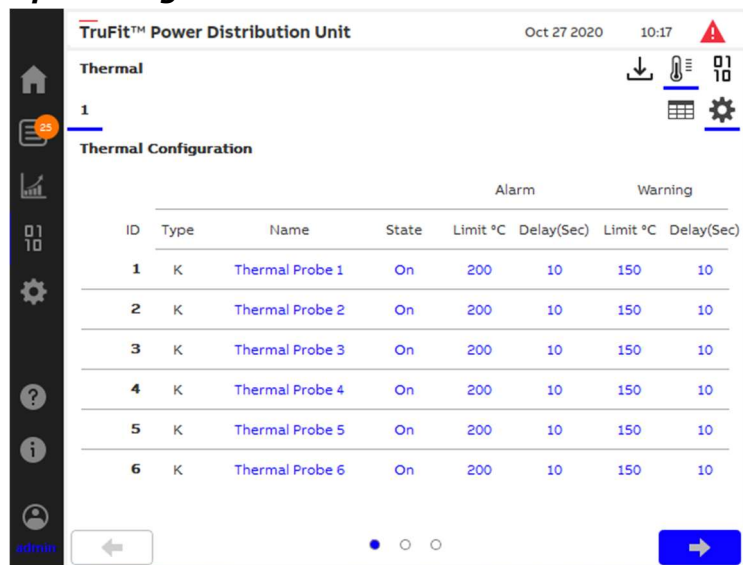 TruFit™ Power Distribution Unit Oct 27 2020 10:17
Thermal
1
25
Thermal Configuration
Alarm Warning
ID Type Name State Limit °C Delay(Sec) Limit °C Delay(Sec)
1 K Thermal Probe 1 On 200 10 150 10
2 K Thermal Probe 2 On 200 10 150 10
3 K Thermal Probe 3 On 200 10 150 10
4 K Thermal Probe 4 On 200 10 150 10
5 K Thermal Probe 5 On 200 10 150 10
6 K Thermal Probe 6 On 200 10 150 10
admin